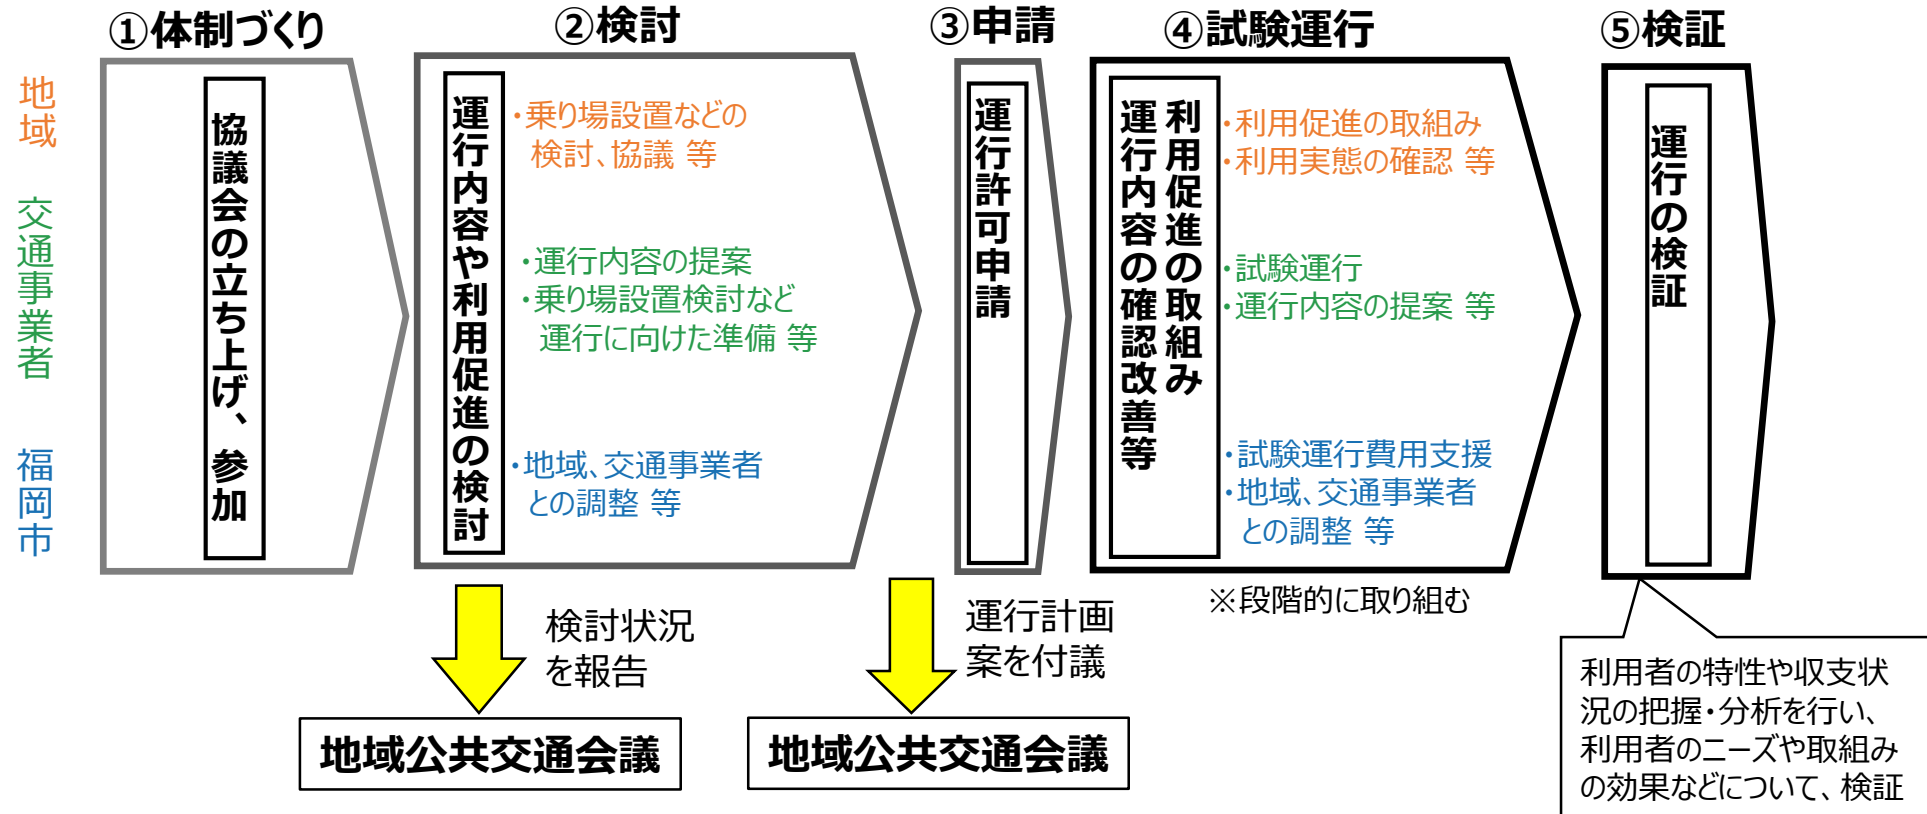 ①体制づくり
②検討
③申請
④試験運行
⑤検証
地域
交通事業者
福岡市
協議会の立ち上げ、参加
運行内容や利用促進の検討
・乗り場設置などの
検討、協議 等
・運行内容の提案
・乗り場設置検討など
運行に向けた準備 等
・地域、交通事業者
との調整 等
運行許可申請
利用促進の取組み
運行内容の確認改善等
・利用促進の取組み
・利用実態の確認 等
・試験運行
・運行内容の提案 等
・試験運行費用支援
・地域、交通事業者
との調整 等
運行の検証
※段階的に取り組む
検討状況
を報告
地域公共交通会議
運行計画
案を付議
地域公共交通会議
利用者の特性や収支状
況の把握・分析を行い、
利用者のニーズや取組み
の効果などについて、検証